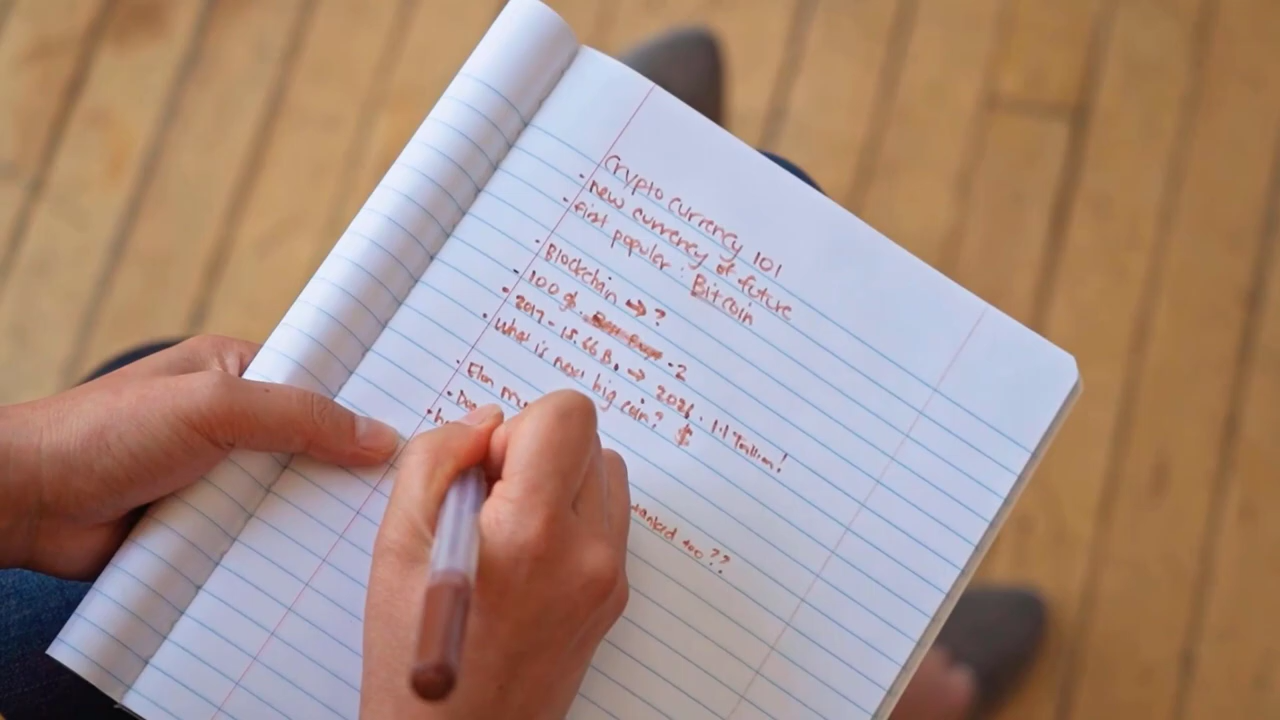 Crypto currency 101
- new currency of future
- first popular: Bitcoin
- Blockchain → ?
- 100 $. -2
- 2017 - 15.66 B. → 2021. 1.1 Trillion!
- What is next big coin? $
- Elon
tanked too??